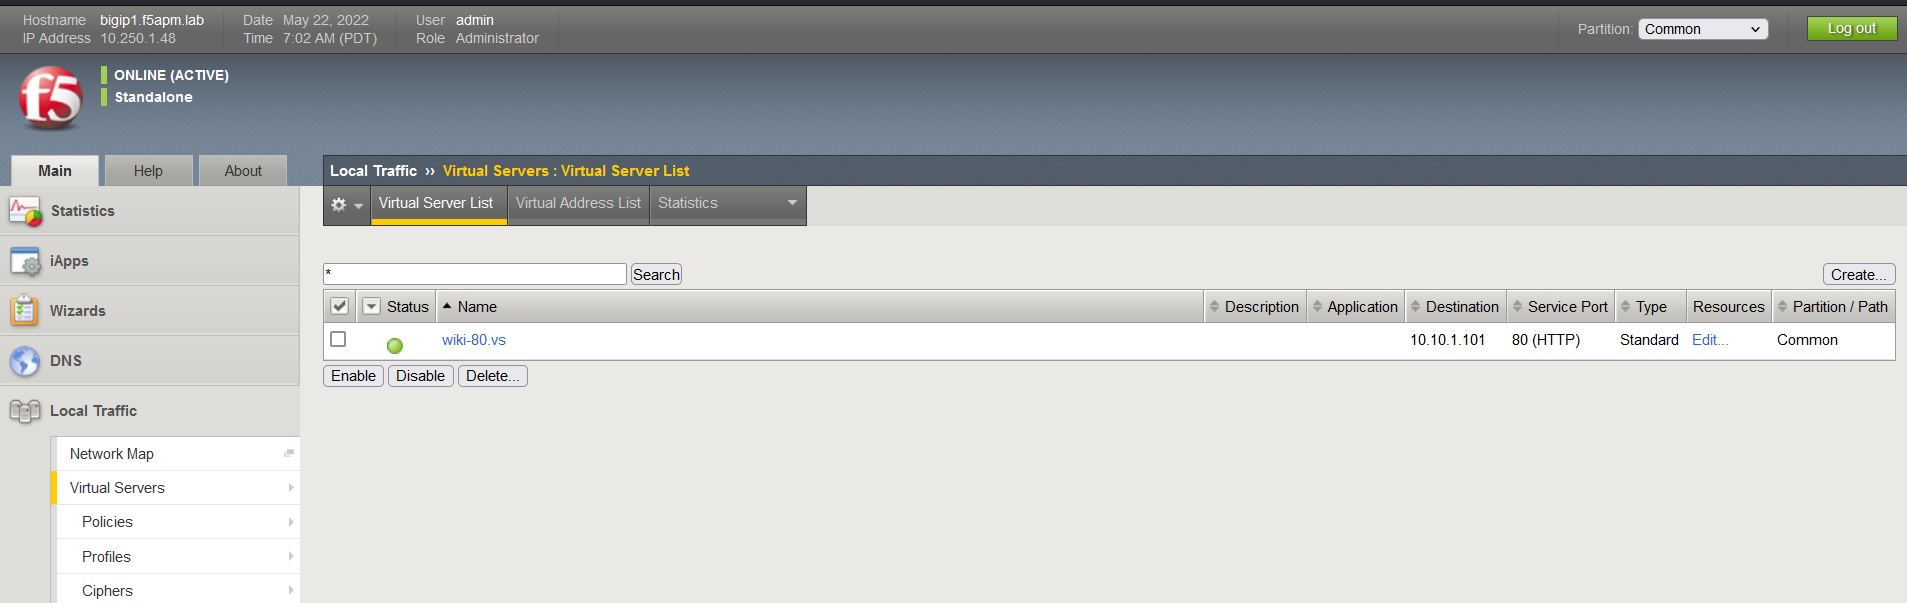 Hostname bigip1.f5apm.lab Date May 22, 2022 User admin
IP Address 10.250.1.48 Time 7:02 AM (PDT) Role Administrator
Partition: Common Log out
f5
ONLINE (ACTIVE)
Standalone
Main Help About
Local Traffic ›› Virtual Servers : Virtual Server List
Virtual Server List Virtual Address List Statistics
Statistics
iApps
Wizards
DNS
Local Traffic
Network Map
Virtual Servers
Policies
Profiles
Ciphers
* Search Create...
Status Name Description Application Destination Service Port Type Resources Partition / Path
wiki-80.vs 10.10.1.101 80 (HTTP) Standard Edit... Common
Enable Disable Delete...